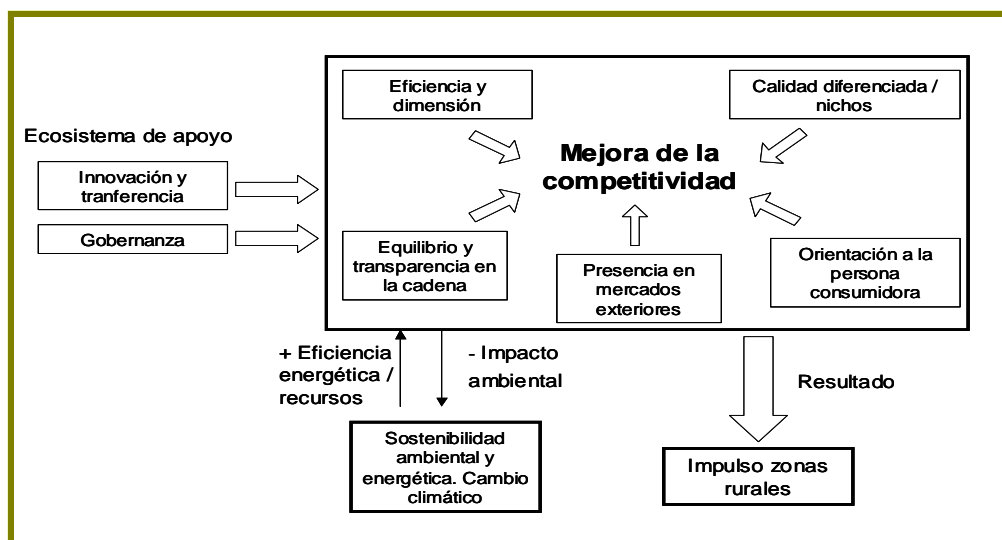 Ecosistema de apoyo
Innovación y
tranferencia
Gobernanza
Eficiencia y
dimensión
Calidad diferenciada /
nichos
Mejora de la
competitividad
Equilibrio y
transparencia en
la cadena
Presencia en
mercados
exteriores
Orientación a la
persona
consumidora
+ Eficiencia
energética /
recursos
- Impacto
ambiental
Resultado
Sostenibilidad
ambiental y
energética. Cambio
climático
Impulso zonas
rurales